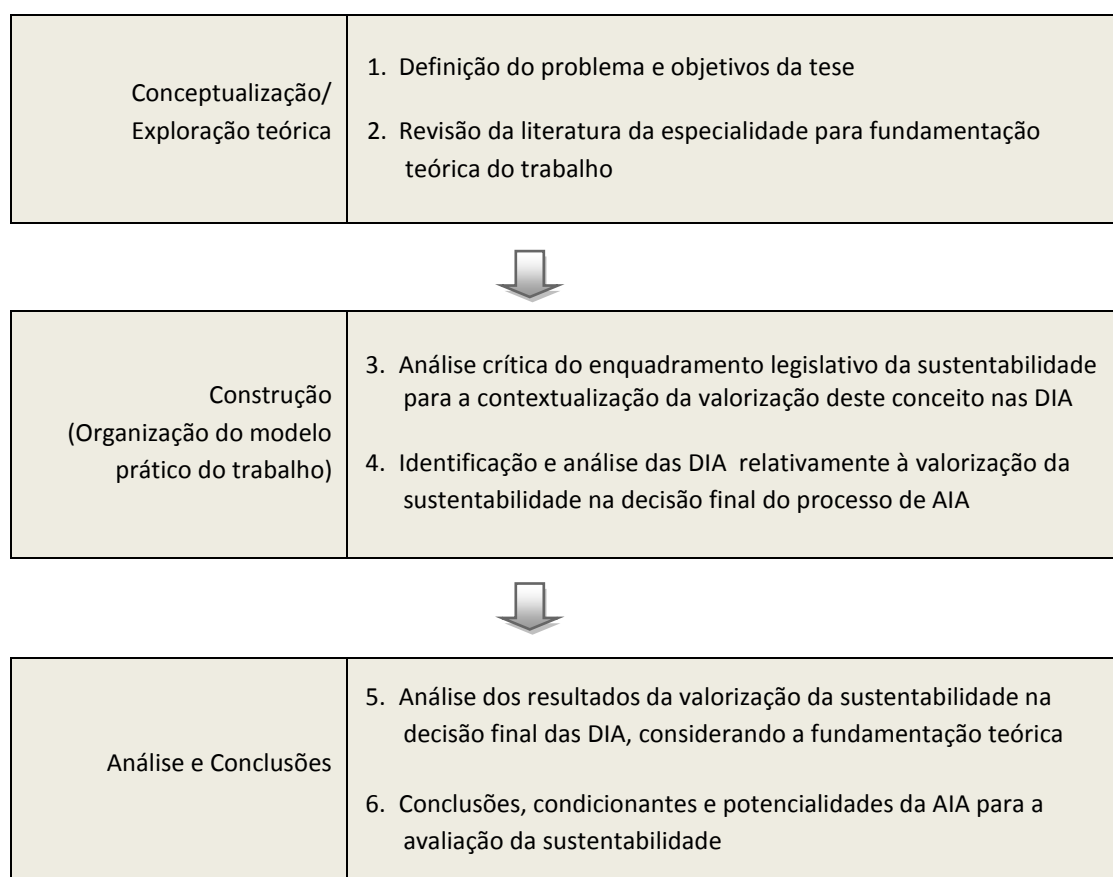 Conceptualização/
Exploração teórica
1. Definição do problema e objetivos da tese
2. Revisão da literatura da especialidade para fundamentação
teórica do trabalho
Construção
(Organização do modelo
prático do trabalho)
3. Análise crítica do enquadramento legislativo da sustentabilidade
para a contextualização da valorização deste conceito nas DIA
4. Identificação e análise das DIA relativamente à valorização da
sustentabilidade na decisão final do processo de AIA
Análise e Conclusões
5. Análise dos resultados da valorização da sustentabilidade na
decisão final das DIA, considerando a fundamentação teórica
6. Conclusões, condicionantes e potencialidades da AIA para a
avaliação da sustentabilidade